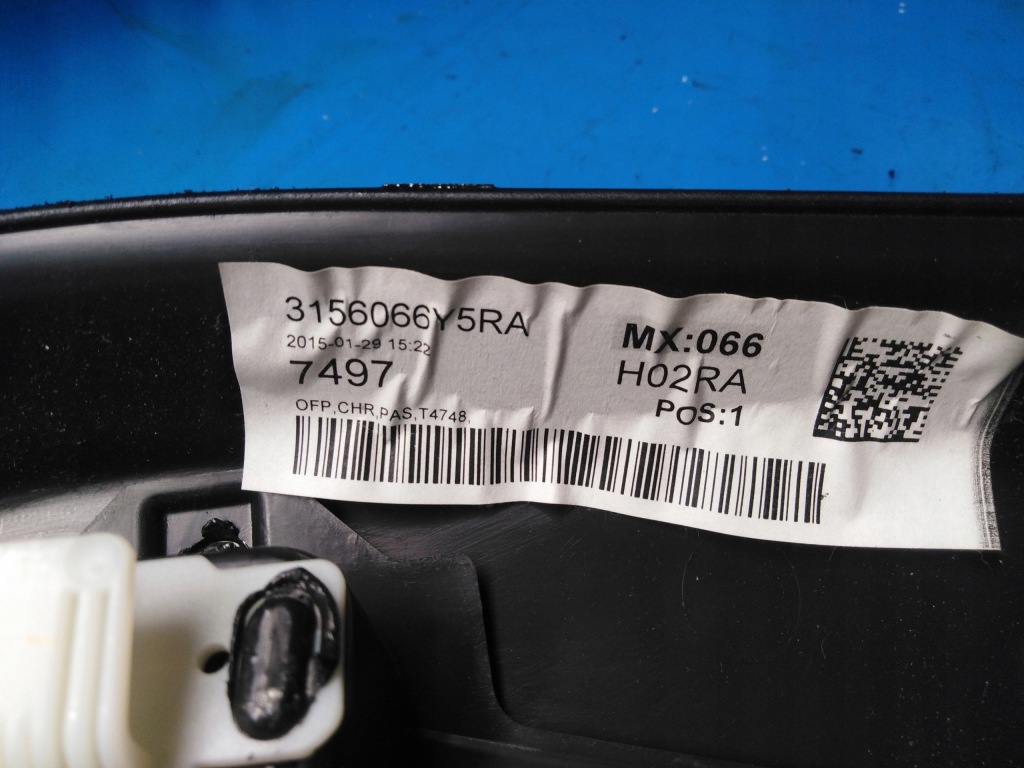 3156066Y5RA
2015-01-29 15:22
7497
OFP,CHR,PAS,T4748,
MX:066
H02RA
POS:1